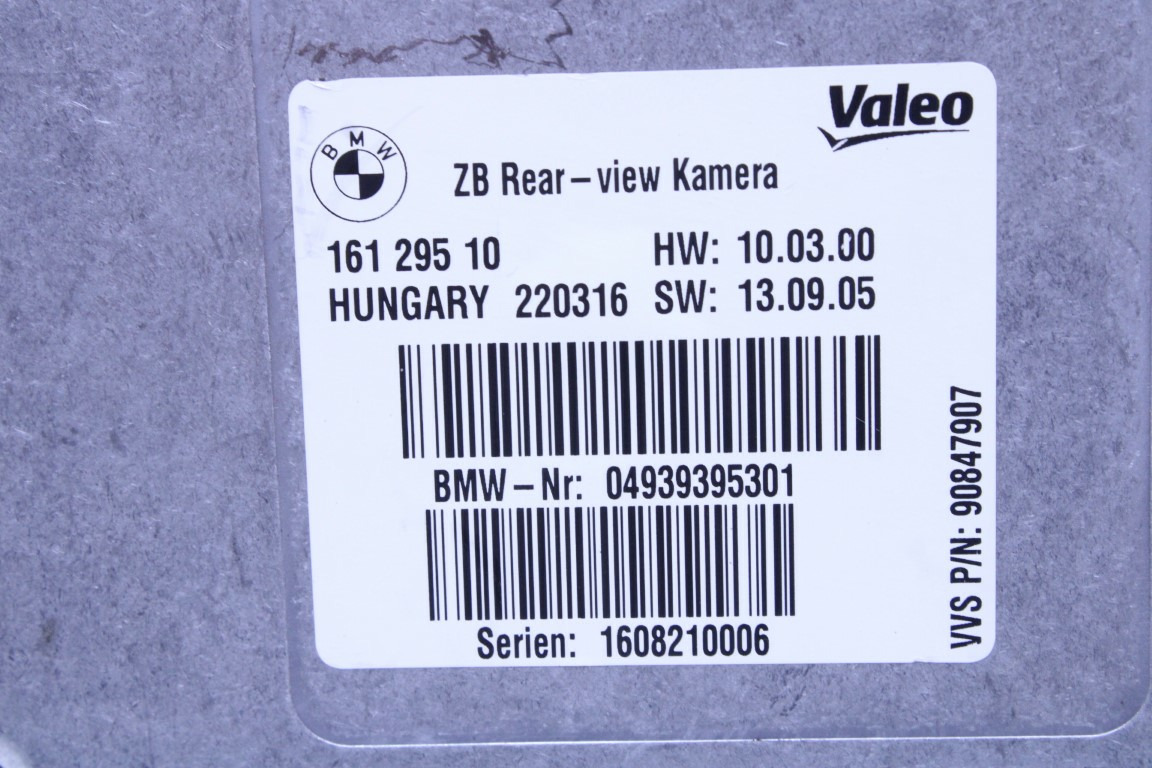 Valeo
BMW
ZB Rear-view Kamera
161 295 10 HW: 10.03.00
HUNGARY 220316 SW: 13.09.05
BMW-Nr: 04939395301
Serien: 1608210006
VVS P/N: 90847907